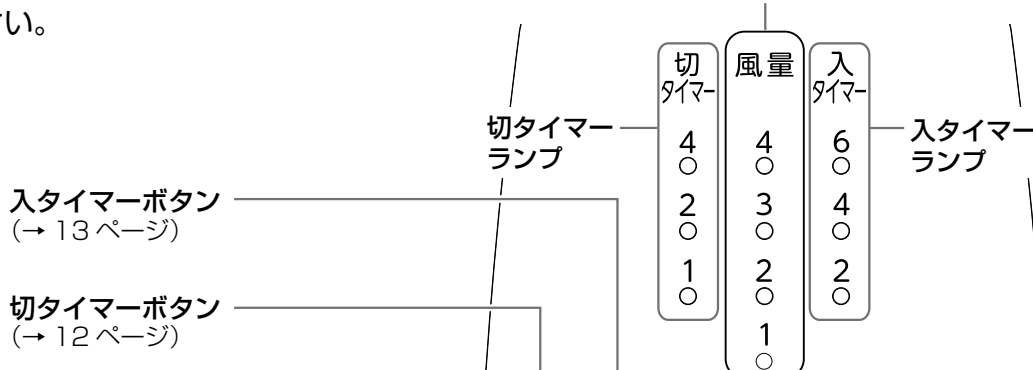 さい。
切
タイマー
4
2
1
風量
4
3
2
1
入
タイマー
6
4
2
切タイマー
ランプ
入タイマー
ランプ
入タイマーボタン
（→ 13 ページ）
切タイマーボタン
（→ 12 ページ）